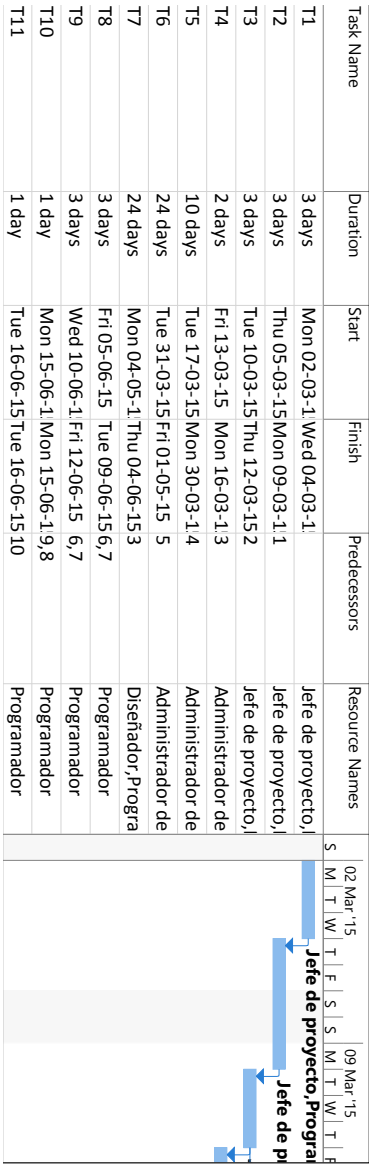 Task Name Duration Start Finish Predecessors Resource Names
02 Mar '15 09 Mar '15
S M T W T F S S M T W T F
T1 3 days Mon 02-03-1 Wed 04-03-1 Jefe de proyecto,
T2 3 days Thu 05-03-15 Mon 09-03-1 1 Jefe de proyecto,
T3 3 days Tue 10-03-15 Thu 12-03-15 2 Jefe de proyecto,
T4 2 days Fri 13-03-15 Mon 16-03-1 3 Administrador de
T5 10 days Tue 17-03-15 Mon 30-03-1 4 Administrador de
T6 24 days Tue 31-03-15 Fri 01-05-15 5 Administrador de
T7 24 days Mon 04-05-1 Thu 04-06-15 3 Diseñador,Progra
T8 3 days Fri 05-06-15 Tue 09-06-15 6,7 Programador
T9 3 days Wed 10-06-1 Fri 12-06-15 6,7 Programador
T10 1 day Mon 15-06-1 Mon 15-06-1 9,8 Programador
T11 1 day Tue 16-06-15 Tue 16-06-15 10 Programador
Jefe de proyecto,Progra
Jefe de p